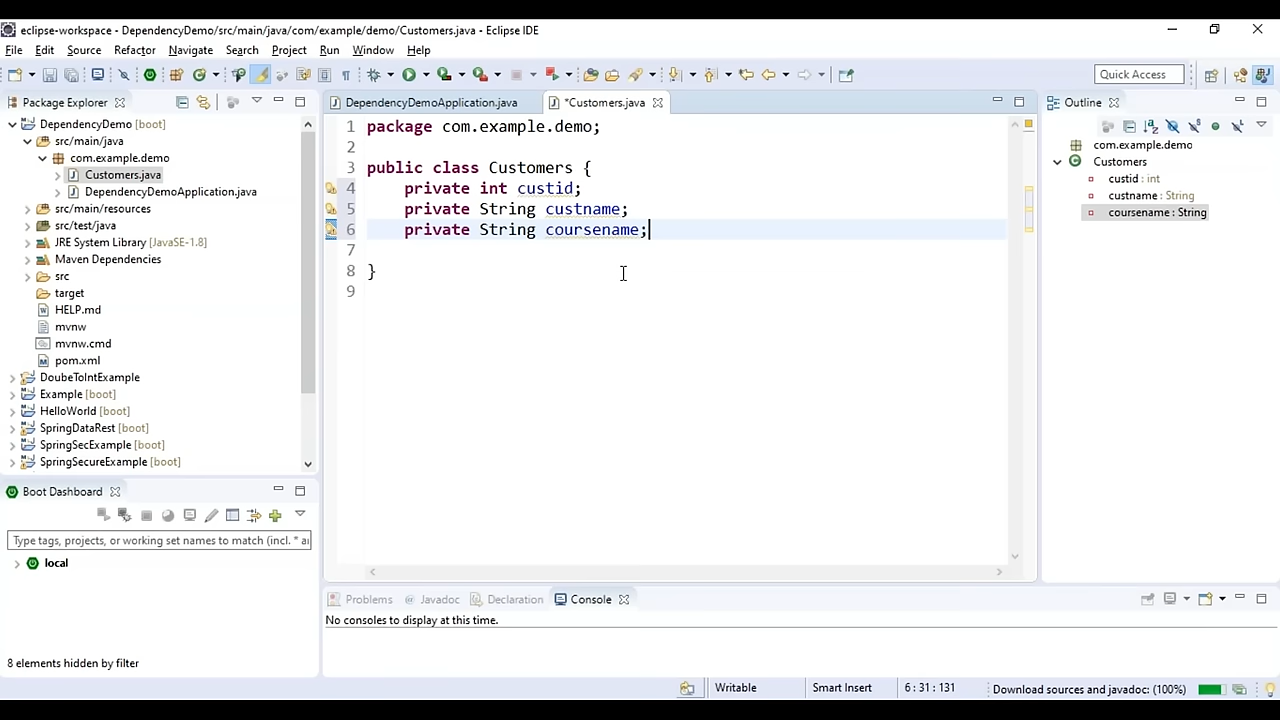 eclipse-workspace - DependencyDemo/src/main/java/com/example/demo/Customers.java - Eclipse IDE
File Edit Source Refactor Navigate Search Project Run Window Help
Quick Access
Package Explorer
DependencyDemo [boot]
src/main/java
com.example.demo
Customers.java
DependencyDemoApplication.java
src/main/resources
src/test/java
JRE System Library [JavaSE-1.8]
Maven Dependencies
src
target
HELP.md
mvnw
mvnw.cmd
pom.xml
DoubeToIntExample
Example [boot]
HelloWorld [boot]
SpringDataRest [boot]
SpringSecExample [boot]
SpringSecureExample [boot]
Boot Dashboard
Type tags, projects, or working set names to match (incl. *
local
8 elements hidden by filter
DependencyDemoApplication.java *Customers.java
1 package com.example.demo;
2
3 public class Customers {
4 private int custid;
5 private String custname;
6 private String coursename;
7
8 }
9
Outline
com.example.demo
Customers
custid : int
custname : String
coursename : String
Problems @ Javadoc Declaration Console
No consoles to display at this time.
Writable Smart Insert 6 : 31 : 131 Download sources and javadoc: (100%)